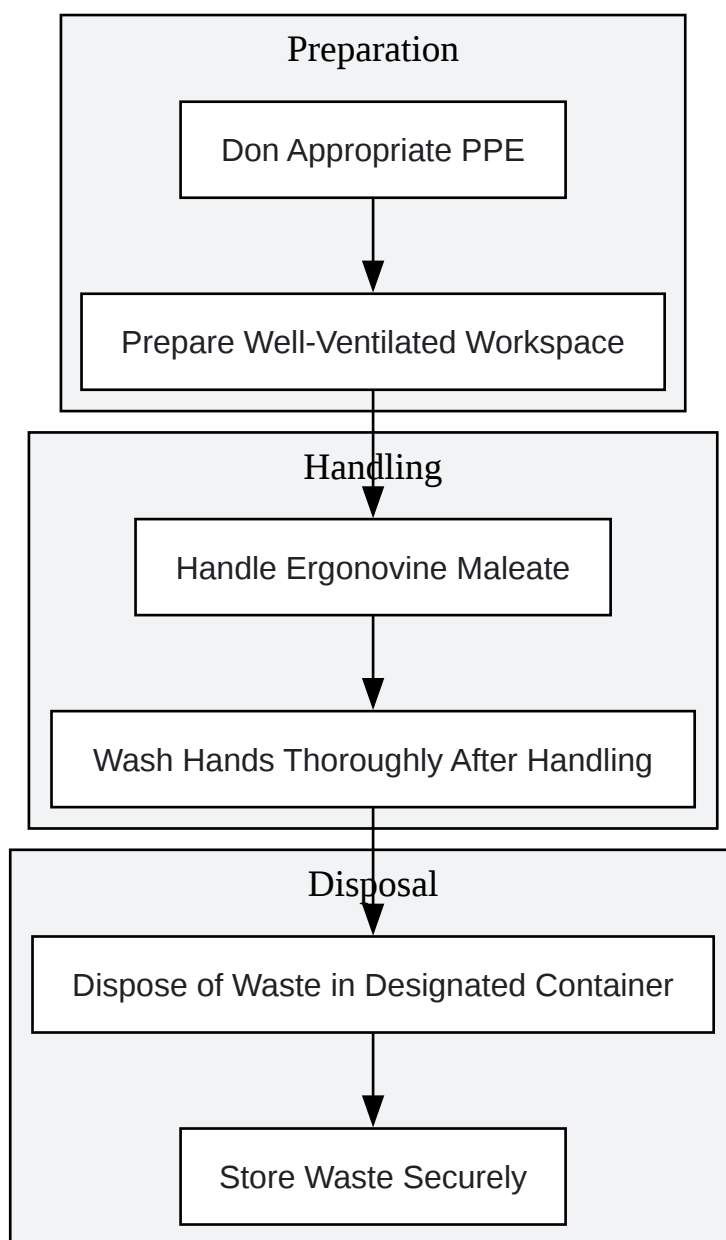 Preparation
Don Appropriate PPE
Prepare Well-Ventilated Workspace
Handling
Handle Ergonovine Maleate
Wash Hands Thoroughly After Handling
Disposal
Dispose of Waste in Designated Container
Store Waste Securely